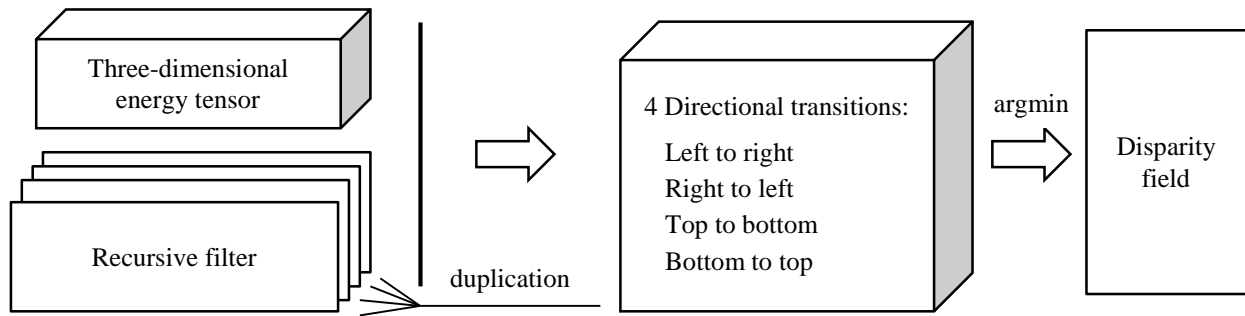 Three-dimensional
energy tensor
Recursive filter
duplication
4 Directional transitions:
Left to right
Right to left
Top to bottom
Bottom to top
argmin
Disparity
field